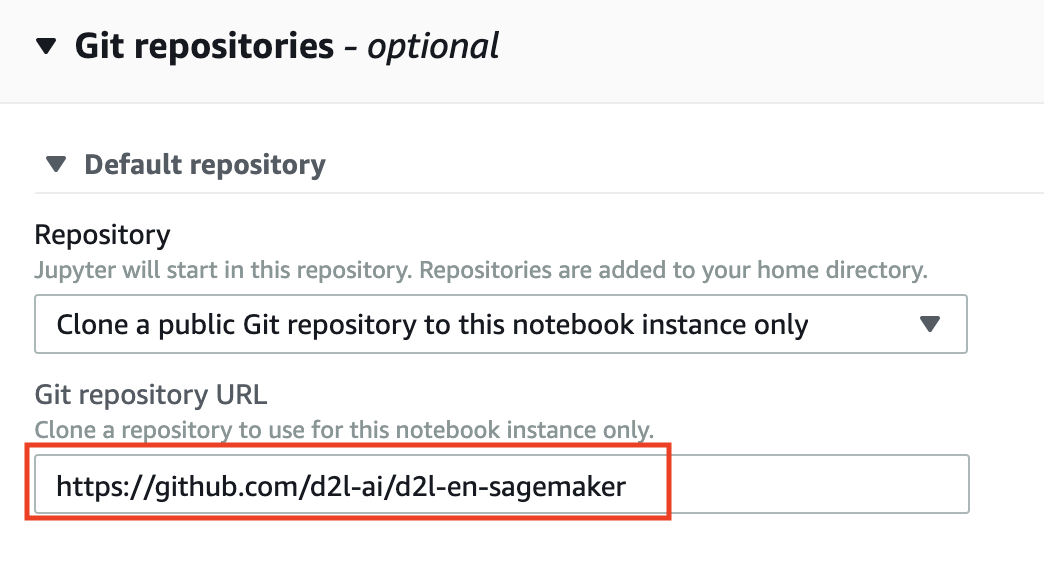 Git repositories - optional
Default repository
Repository
Jupyter will start in this repository. Repositories are added to your home directory.
Clone a public Git repository to this notebook instance only
Git repository URL
Clone a repository to use for this notebook instance only.
https://github.com/d2l-ai/d2l-en-sagemaker